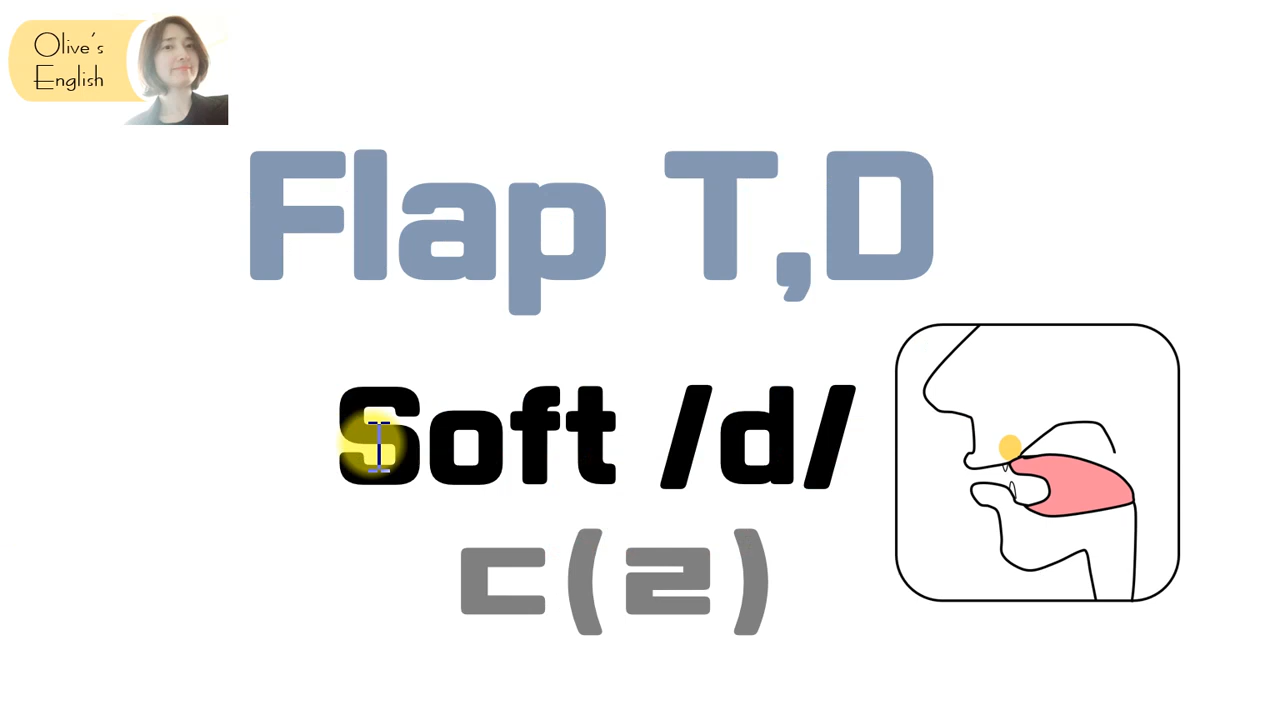 Olive's
English
Flap T,D
Soft /d/
ㄷ(ㄹ)